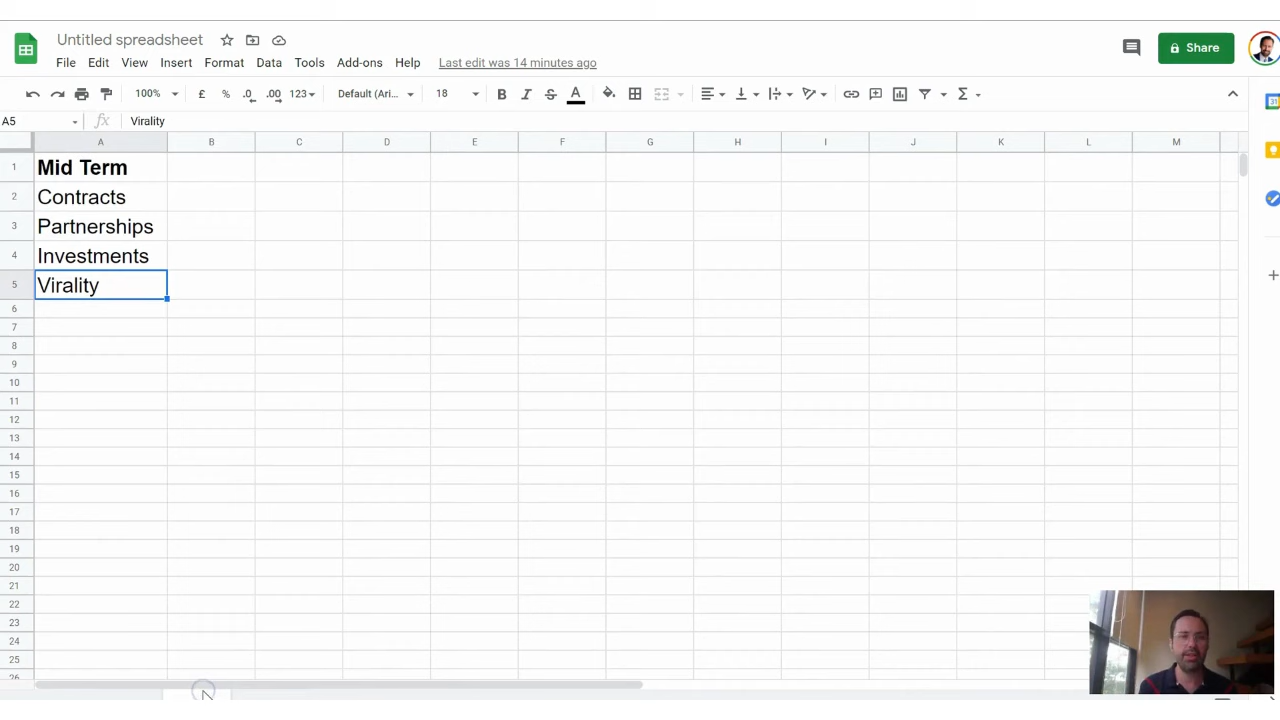 Untitled spreadsheet
File Edit View Insert Format Data Tools Add-ons Help Last edit was 14 minutes ago
Share
100% £ % .0 .00 123 Default (Ari... 18 B I S A Σ
31
A5 fx Virality
A B C D E F G H I J K L M
1 Mid Term
2 Contracts
3 Partnerships
4 Investments
5 Virality
6
7
8
9
10
11
12
13
14
15
16
17
18
19
20
21
22
23
24
25
26